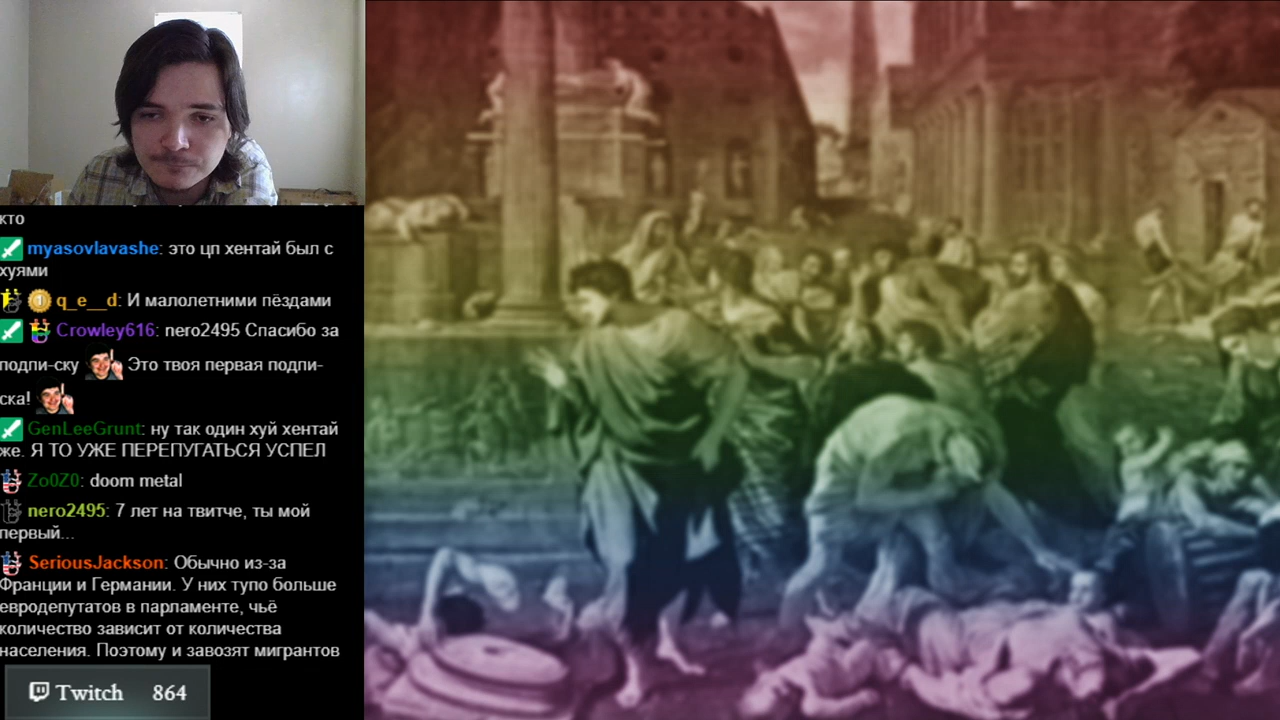 кто
myasovlavashe: это цп хентай был с
хуями
q_e__d: И малолетними пёздами
Crowley616: nero2495 Спасибо за
подпи-ску Это твоя первая подпи-
ска!
GenLeeGrunt: ну так один хуй хентай
же. Я ТО УЖЕ ПЕРЕПУГАТЬСЯ УСПЕЛ
Zo0Z0: doom metal
nero2495: 7 лет на твитче, ты мой
первый...
SeriousJackson: Обычно из-за
Франции и Германии. У них тупо больше
евродепутатов в парламенте, чьё
количество зависит от количества
населения. Поэтому и завозят мигрантов
Twitch 864